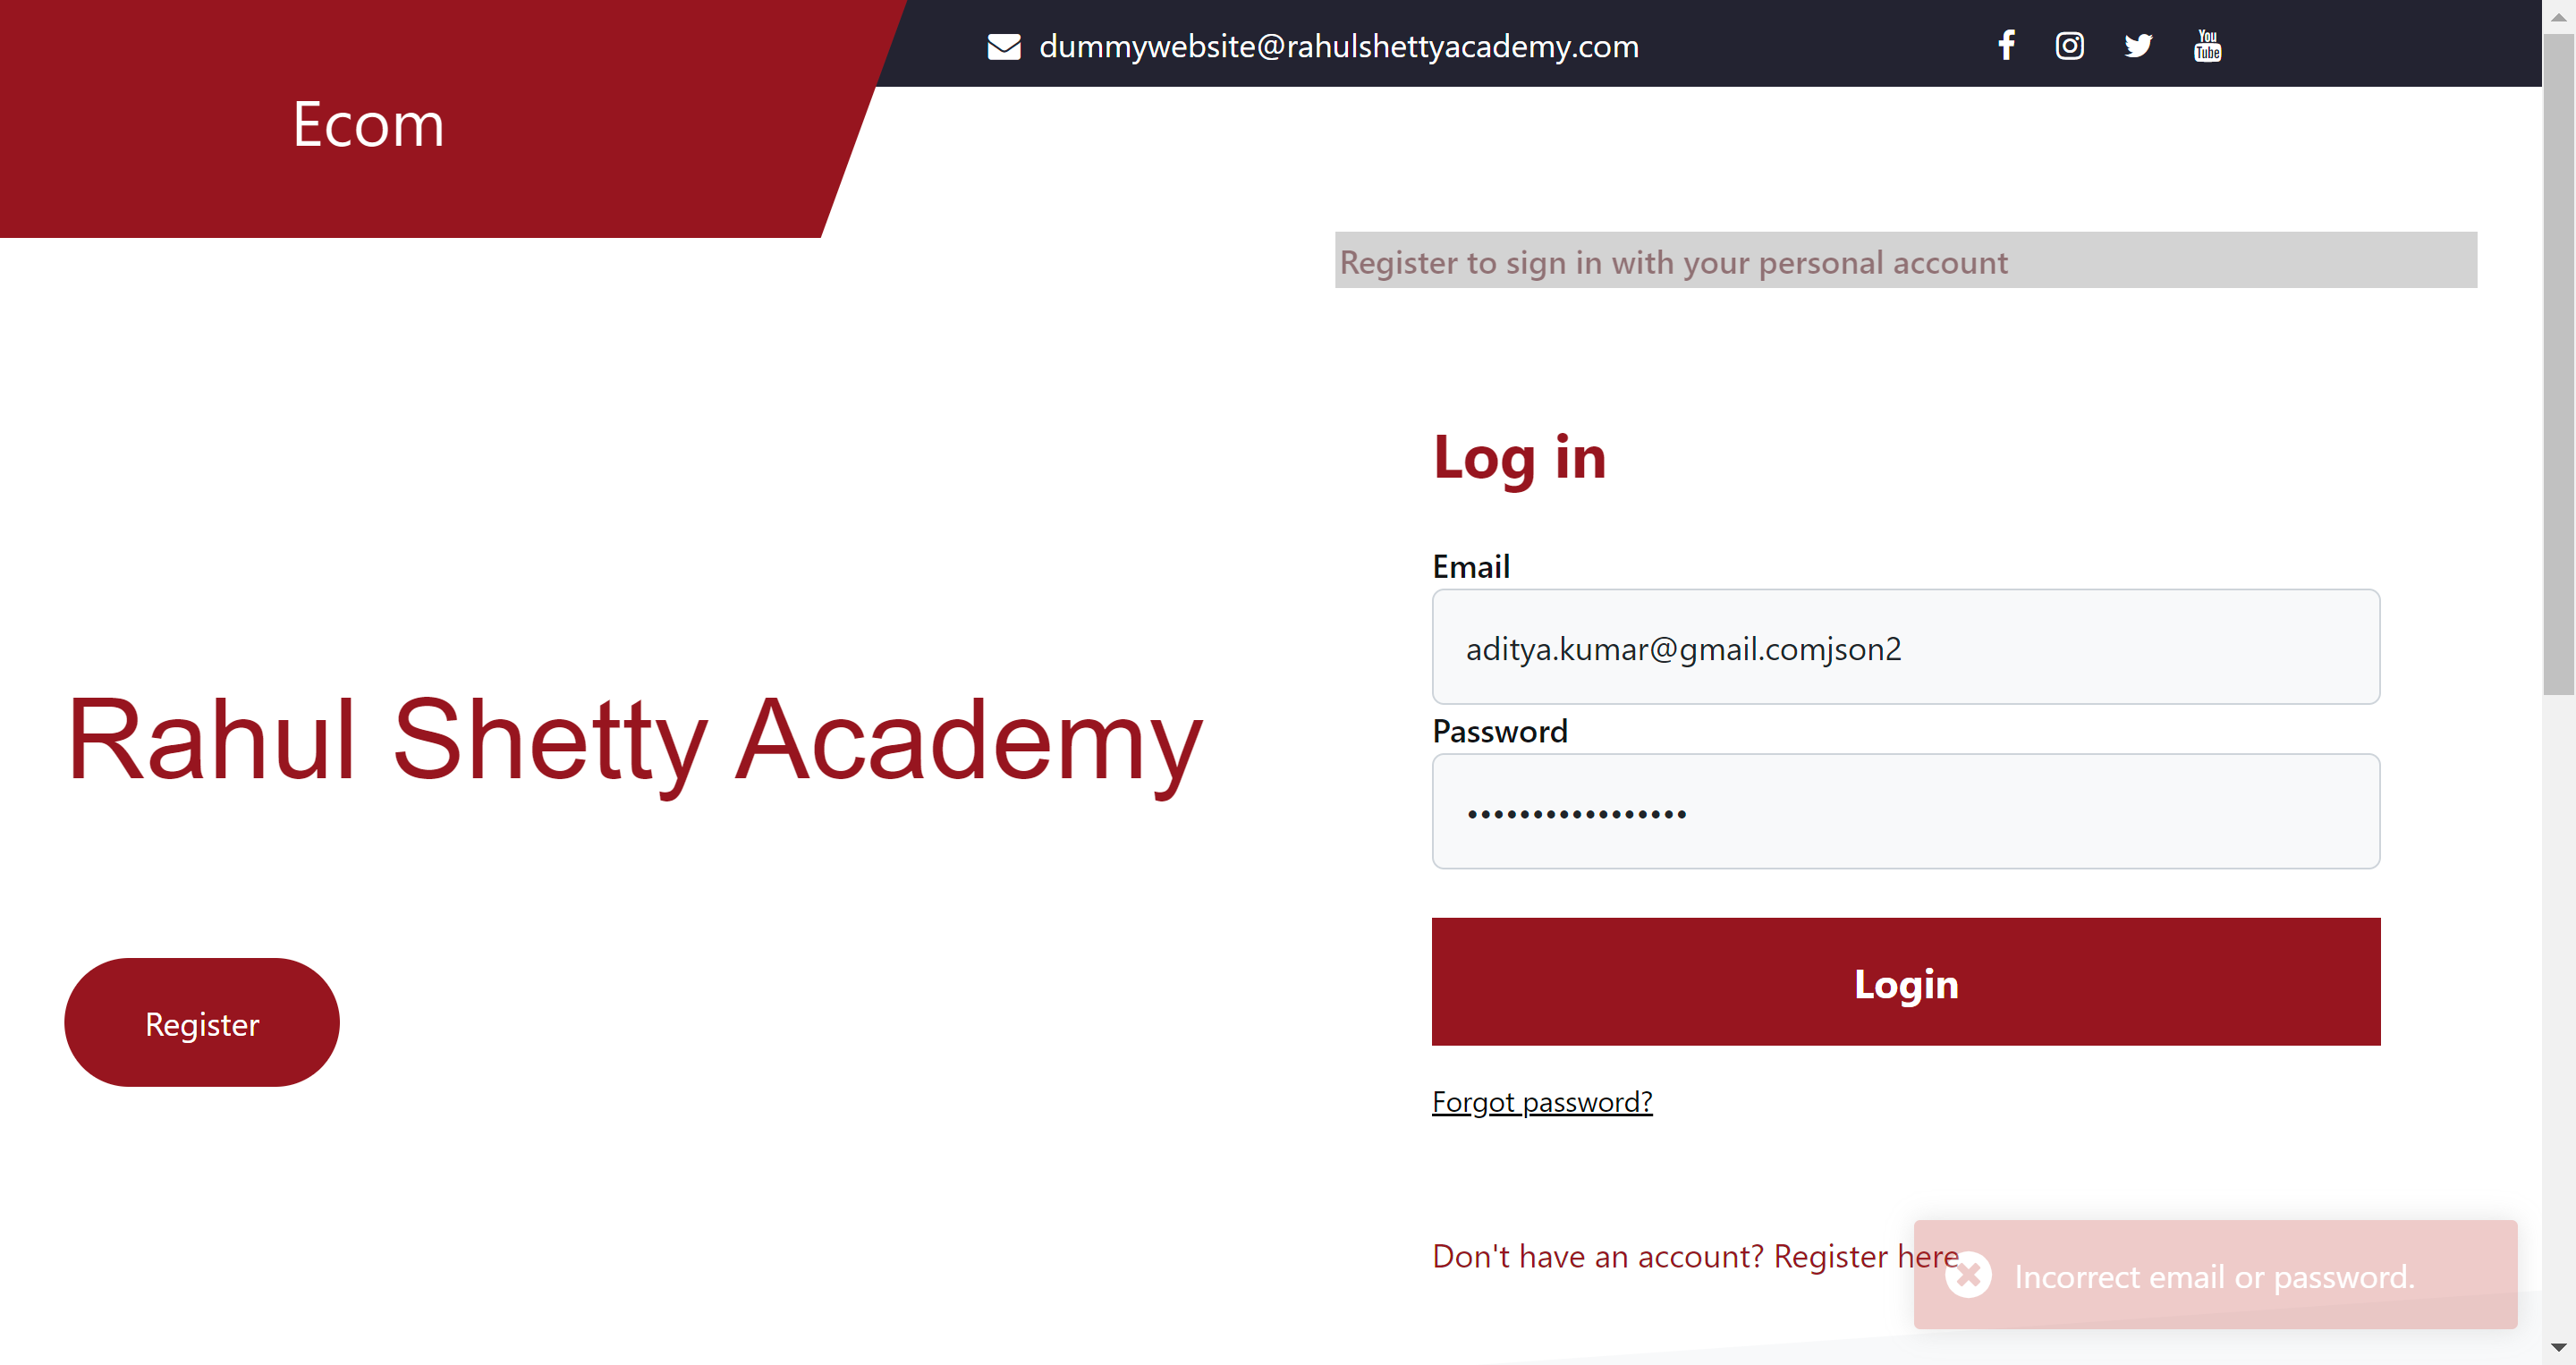 dummywebsite@rahulshettyacademy.com
You
Tube
Ecom
Register to sign in with your personal account
Log in
Email
aditya.kumar@gmail.comjson2
Password
•••••••••••••••••
Rahul Shetty Academy
Login
Register
Forgot password?
Don't have an account? Register here
Incorrect email or password.